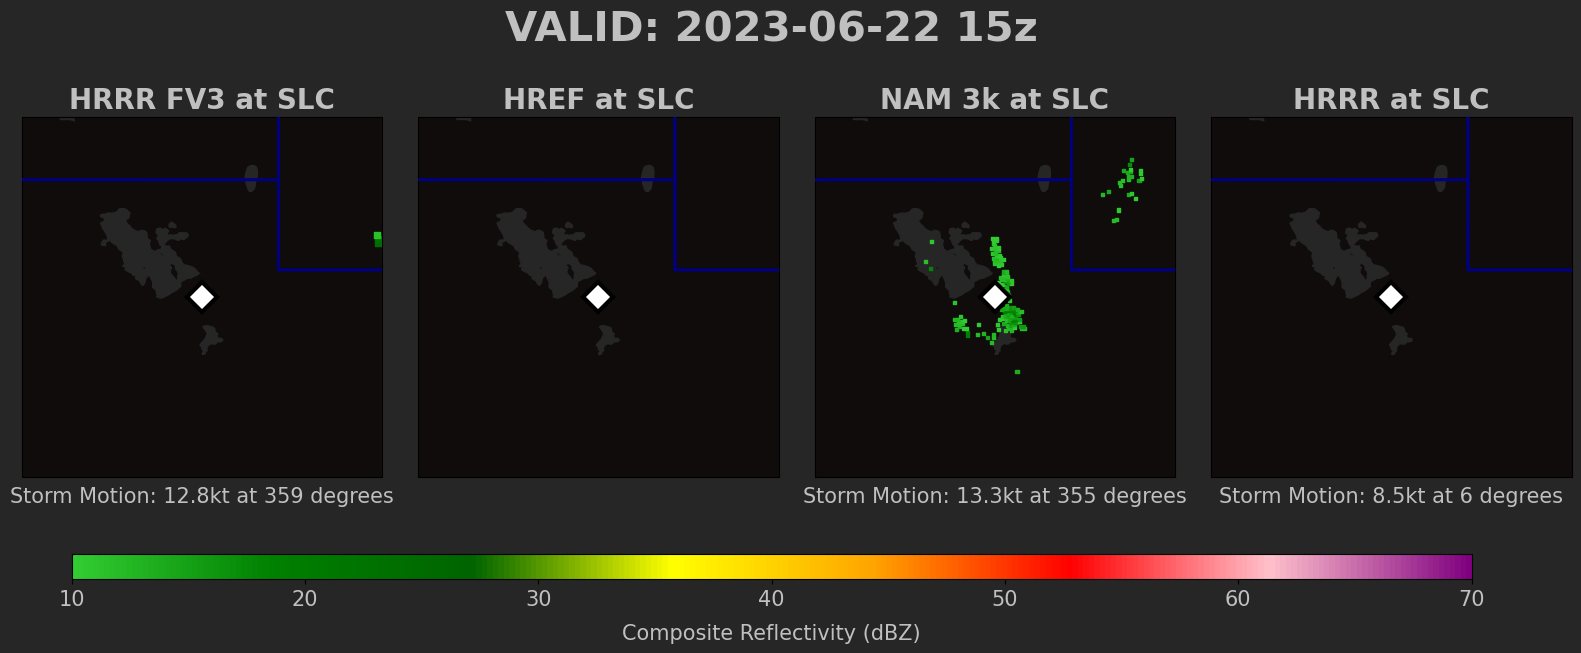 VALID: 2023-06-22 15z
HRRR FV3 at SLC
HREF at SLC
NAM 3k at SLC
HRRR at SLC
Storm Motion: 12.8kt at 359 degrees
Storm Motion: 13.3kt at 355 degrees
Storm Motion: 8.5kt at 6 degrees
10 20 30 40 50 60 70
Composite Reflectivity (dBZ)